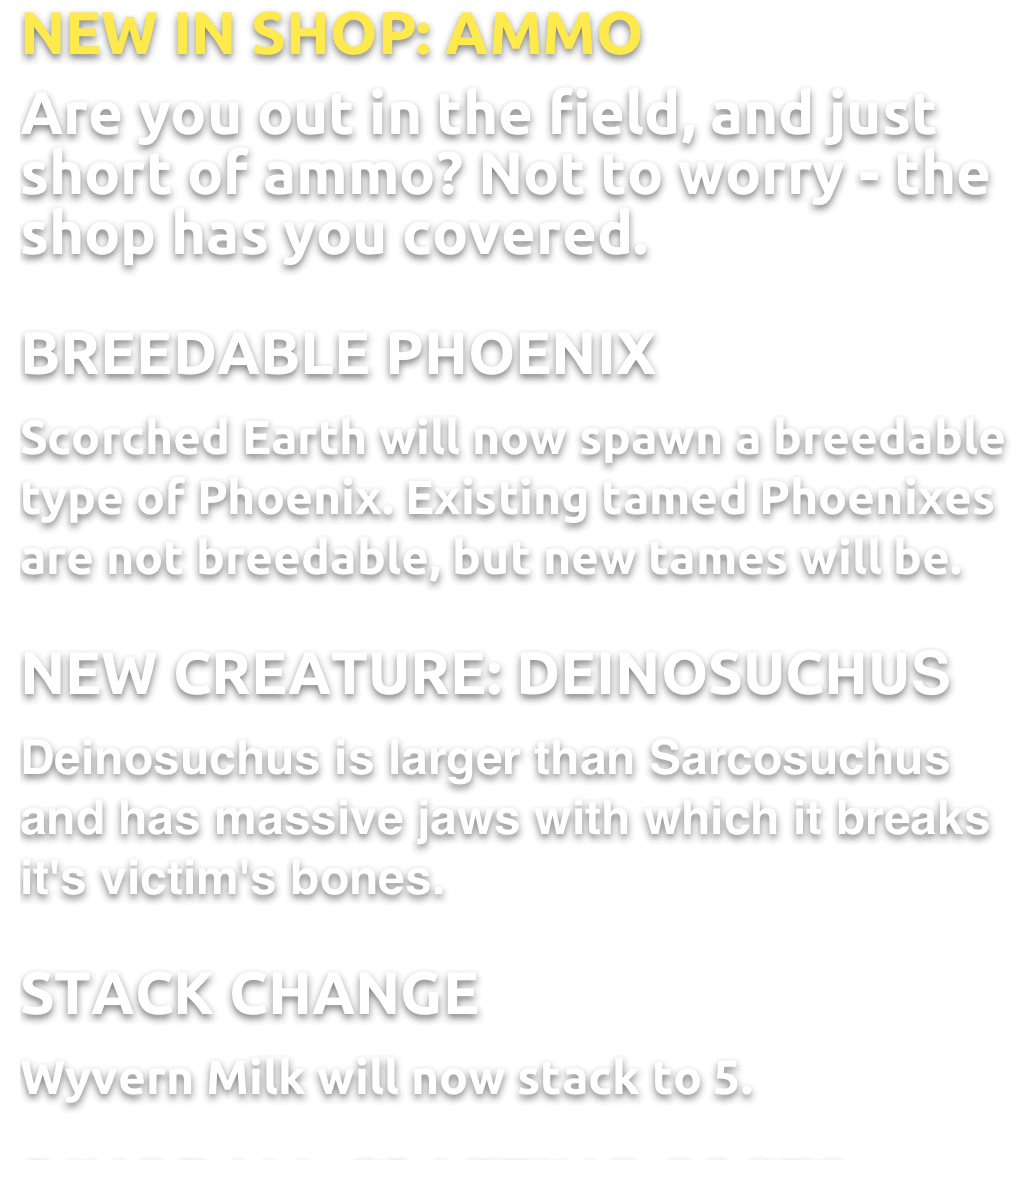 NEW IN SHOP: AMMO
Are you out in the field, and just
short of ammo? Not to worry - the
shop has you covered.
BREEDABLE PHOENIX
Scorched Earth will now spawn a breedable
type of Phoenix. Existing tamed Phoenixes
are not breedable, but new tames will be.
NEW CREATURE: DEINOSUCHUS
Deinosuchus is larger than Sarcosuchus
and has massive jaws with which it breaks
it's victim's bones.
STACK CHANGE
Wyvern Milk will now stack to 5.